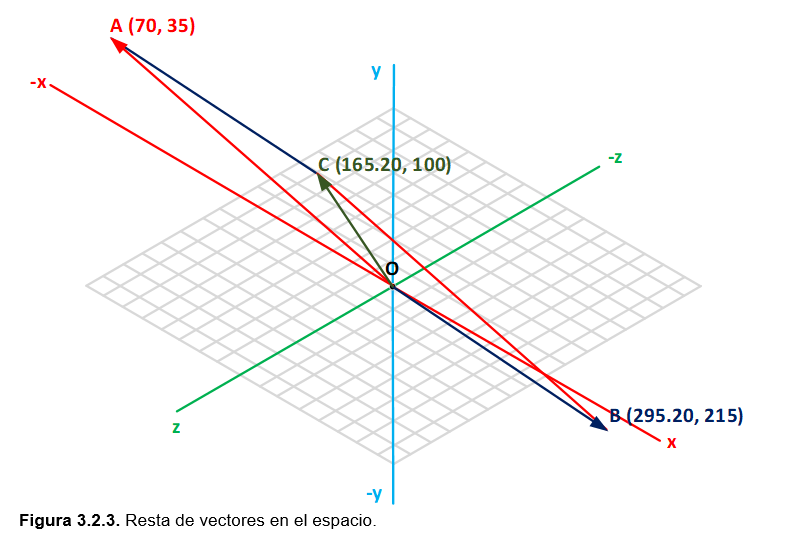 A (70, 35)
y
-x
C (165.20, 100)
-z
O
B (295.20, 215)
z
x
-y
Figura 3.2.3. Resta de vectores en el espacio.